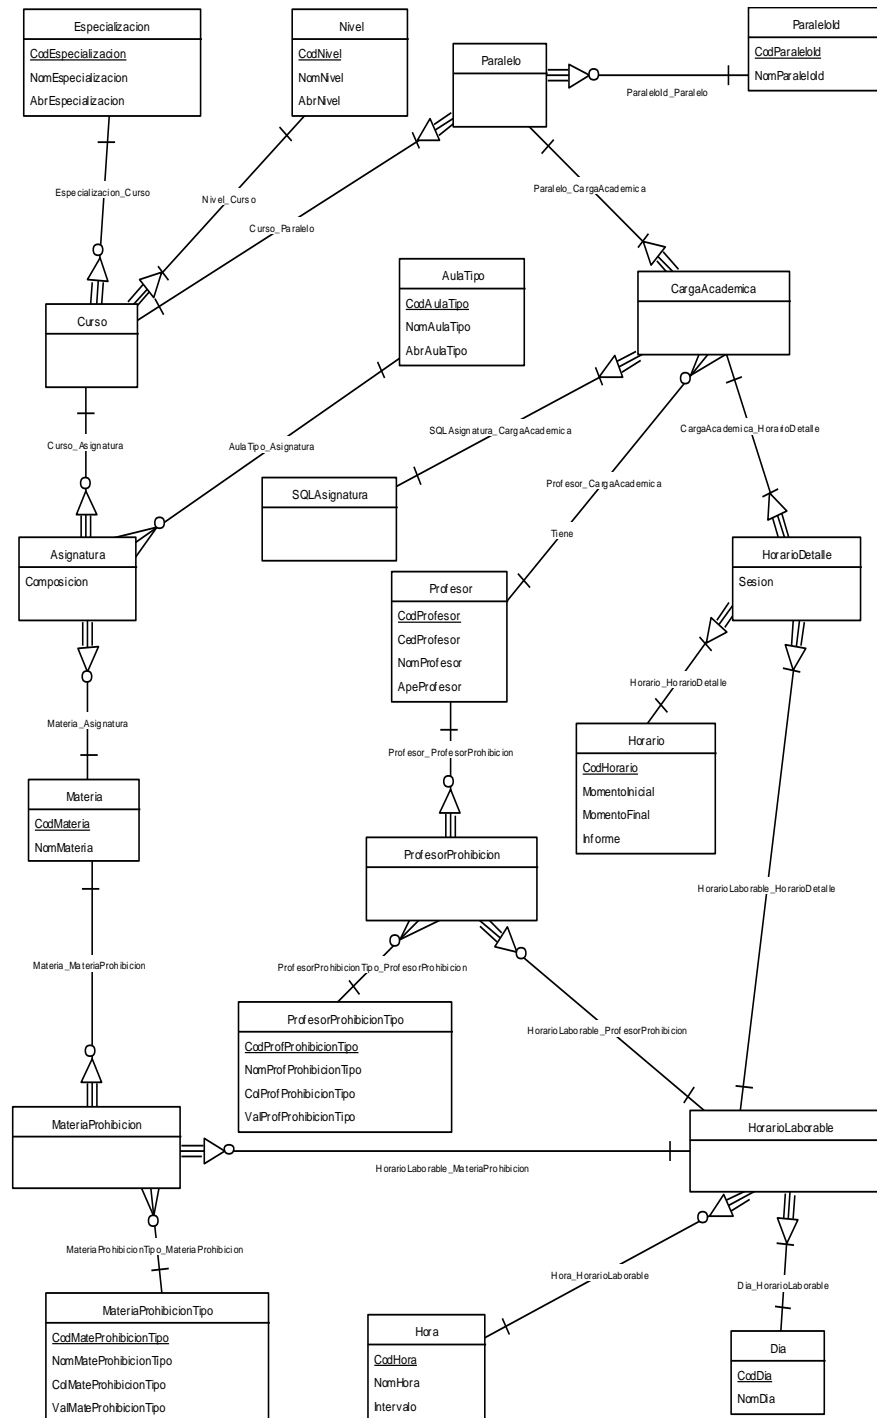 Especializacion
CodEspecializacion
NomEspecializacion
AbrEspecializacion
Nivel
CodNivel
NomNivel
AbrNivel
Paralelo
ParaleloId
CodParaleloId
NomParaleloId
ParaleloId_Paralelo
Especializacion_Curso
Nivel_Curso
Curso_Paralelo
Paralelo_CargaAcademica
Curso
AulaTipo
CodAulaTipo
NomAulaTipo
AbrAulaTipo
CargaAcademica
Curso_Asignatura
AulaTipo_Asignatura
SQLAsignatura_CargaAcademica
CargaAcademica_HorarioDetalle
Profesor_CargaAcademica
Tiene
SQLAsignatura
Asignatura
Composicion
Profesor
CodProfesor
CedProfesor
NomProfesor
ApeProfesor
HorarioDetalle
Sesion
Horario_HorarioDetalle
Materia_Asignatura
Profesor_ProfesorProhibicion
Horario
CodHorario
MomentoInicial
MomentoFinal
Informe
Materia
CodMateria
NomMateria
ProfesorProhibicion
HorarioLaborable_HorarioDetalle
Materia_MateriaProhibicion
ProfesorProhibicionTipo_ProfesorProhibicion
HorarioLaborable_ProfesorProhibicion
ProfesorProhibicionTipo
CodProfProhibicionTipo
NomProfProhibicionTipo
ColProfProhibicionTipo
ValProfProhibicionTipo
MateriaProhibicion
HorarioLaborable
HorarioLaborable_MateriaProhibicion
MateriaProhibicionTipo_MateriaProhibicion
Hora_HorarioLaborable
Dia_HorarioLaborable
MateriaProhibicionTipo
CodMateProhibicionTipo
NomMateProhibicionTipo
ColMateProhibicionTipo
ValMateProhibicionTipo
Hora
CodHora
NomHora
Intervalo
Dia
CodDia
NomDia